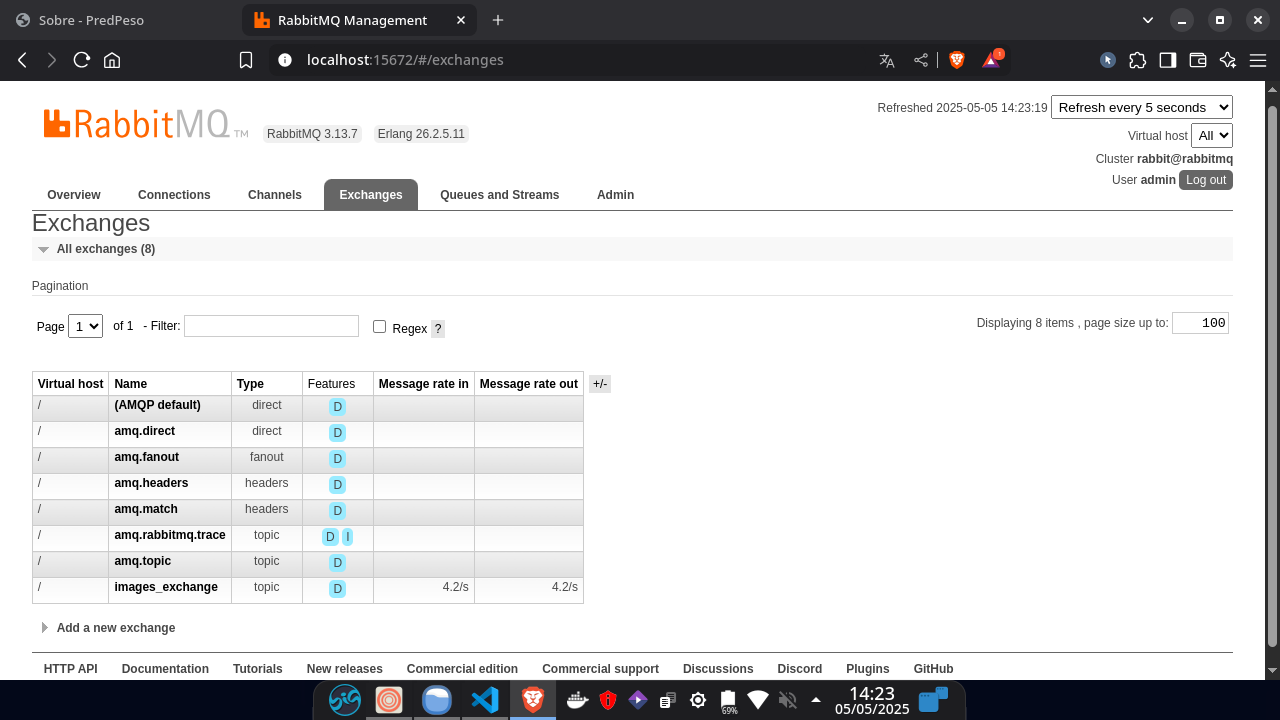 Sobre - PredPeso
RabbitMQ Management
localhost:15672/#/exchanges
1
RabbitMQ TM
RabbitMQ 3.13.7
Erlang 26.2.5.11
Refreshed 2025-05-05 14:23:19 Refresh every 5 seconds
Virtual host All
Cluster rabbit@rabbitmq
User admin Log out
Overview Connections Channels Exchanges Queues and Streams Admin
Exchanges
All exchanges (8)
Pagination
Page 1 of 1 - Filter: Regex ? Displaying 8 items , page size up to: 100
Virtual host Name Type Features Message rate in Message rate out +/-
/ (AMQP default) direct D
/ amq.direct direct D
/ amq.fanout fanout D
/ amq.headers headers D
/ amq.match headers D
/ amq.rabbitmq.trace topic D I
/ amq.topic topic D
/ images_exchange topic D 4.2/s 4.2/s
Add a new exchange
HTTP API Documentation Tutorials New releases Commercial edition Commercial support Discussions Discord Plugins GitHub
69%
14:23
05/05/2025